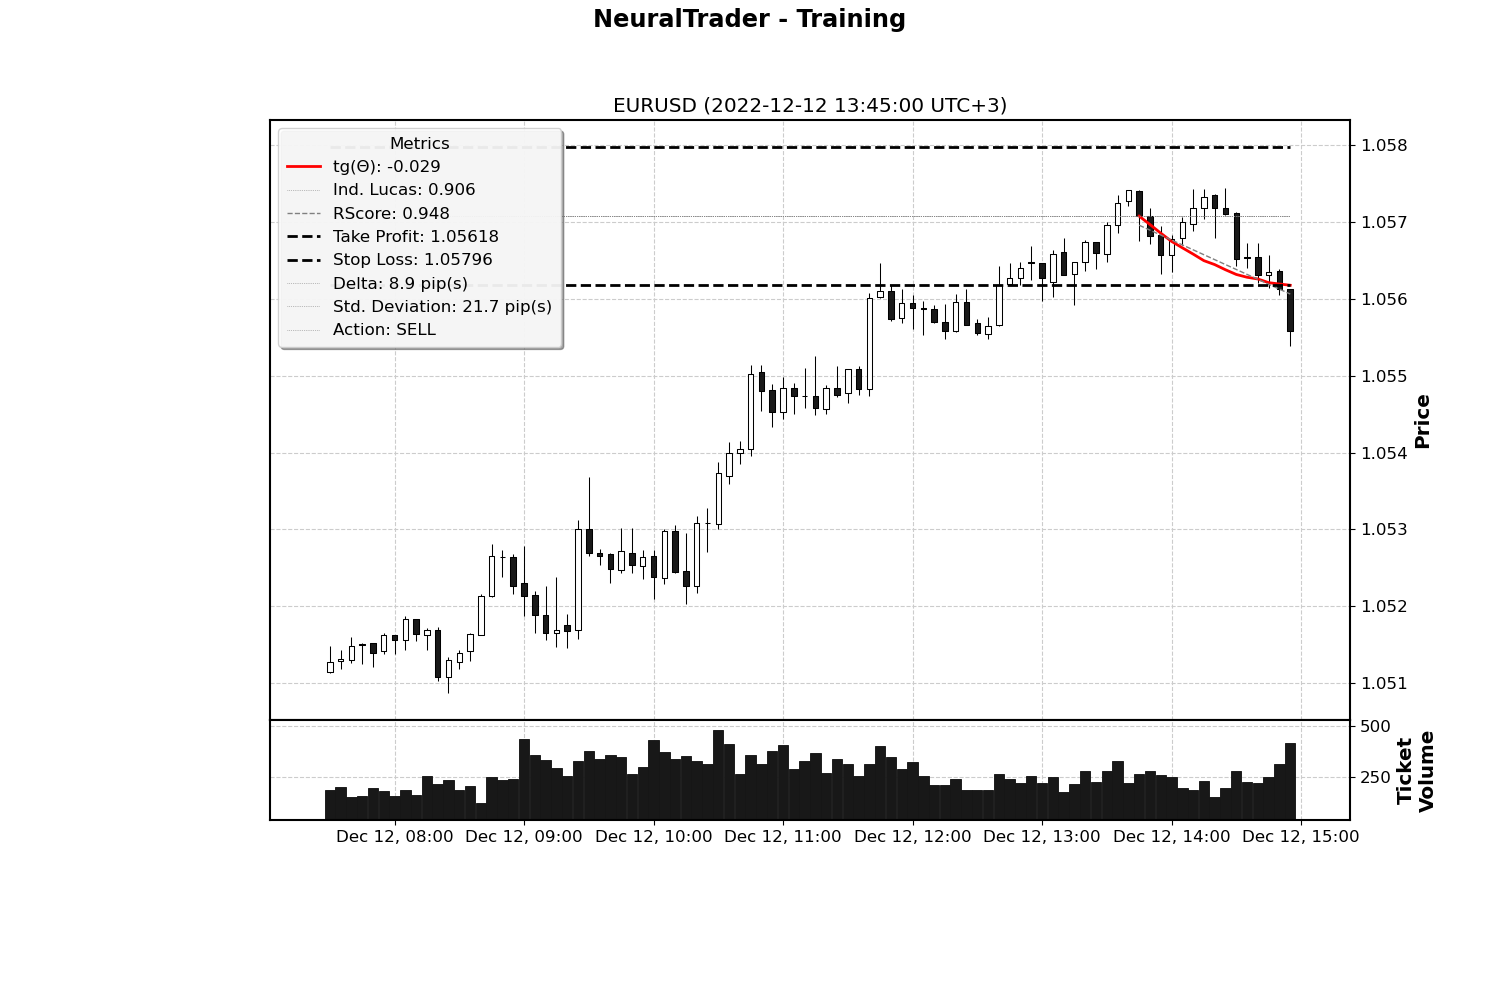 NeuralTrader - Training
EURUSD (2022-12-12 13:45:00 UTC+3)
Metrics
tg(Θ): -0.029
Ind. Lucas: 0.906
RScore: 0.948
Take Profit: 1.05618
Stop Loss: 1.05796
Delta: 8.9 pip(s)
Std. Deviation: 21.7 pip(s)
Action: SELL
1.058
1.057
1.056
1.055
1.054
1.053
1.052
1.051
Price
500
250
Ticket
Volume
Dec 12, 08:00
Dec 12, 09:00
Dec 12, 10:00
Dec 12, 11:00
Dec 12, 12:00
Dec 12, 13:00
Dec 12, 14:00
Dec 12, 15:00